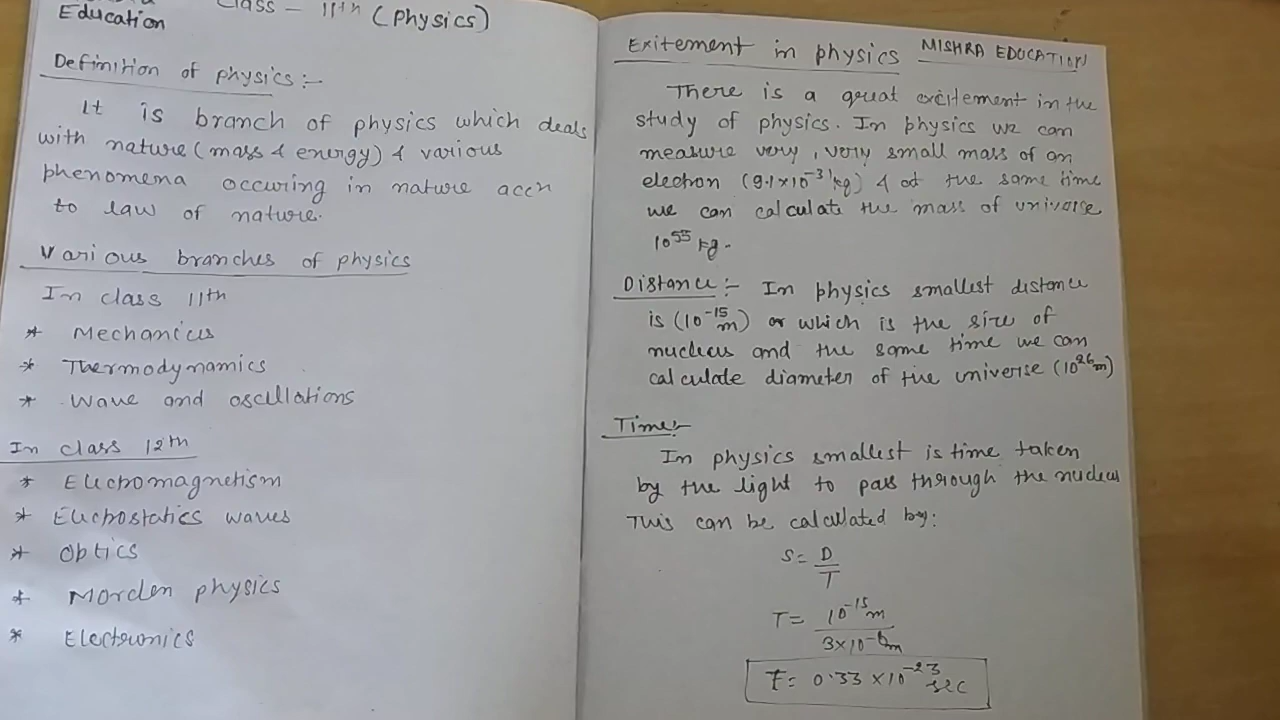 Education
Class - 11th (Physics)
Definition of physics :-
It is branch of physics which deals
with nature (mass & energy) & various
phenomena occuring in nature accn
to law of nature.
Various branches of physics
In class 11th
* Mechanics
* Thermodynamics
* Wave and oscillations
In class 12th
* Electromagnetism
* Electrostatics waves
* Optics
* Morden physics
* Electronics
Exitement in physics MISHRA EDUCATION
There is a great excitement in the
study of physics. In physics we can
measure very, very small mass of an
electron (9.1×10⁻³¹kg) & at the same time
we can calculate the mass of universe
10⁵⁵ kg.
Distance :- In physics smallest distance
is (10⁻¹⁵m) or which is the size of
nucleus and the same time we can
calculate diameter of the universe (10²⁶m)
Time:-
In physics smallest is time taken
by the light to pass through the nucleus
This can be calculated by:
S= D/T
T= 10⁻¹⁵m / 3×10⁻⁸m
t= 0.33 ×10⁻²³ sec